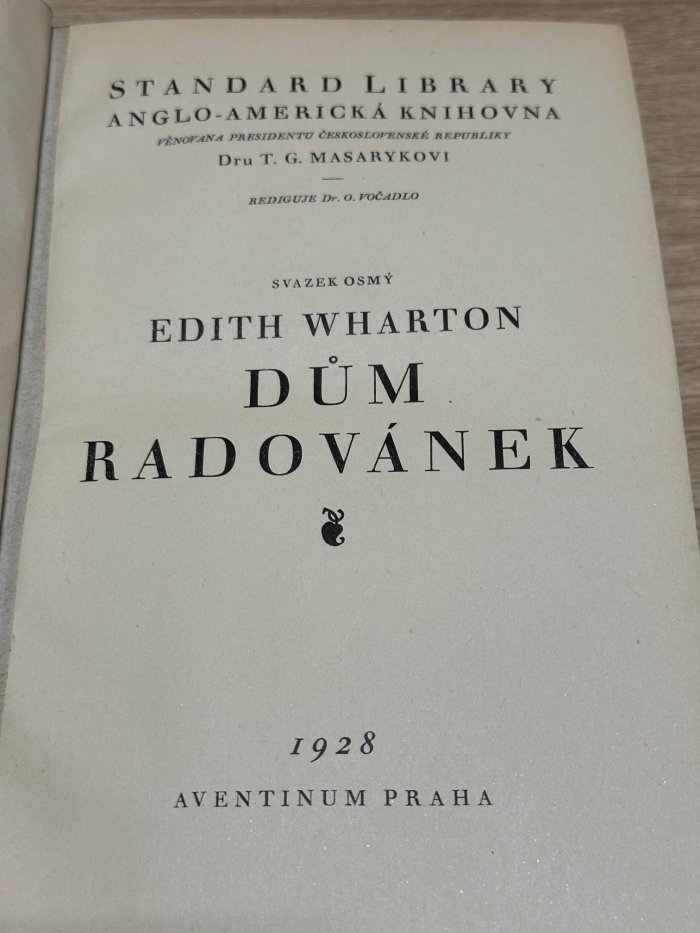 STANDARD LIBRARY
ANGLO-AMERICKÁ KNIHOVNA
VĚNOVANA PRESIDENTU ČESKOSLOVENSKÉ REPUBLIKY
Dru T. G. MASARYKOVI
REDIGUJE Dr. O. VOČADLO
SVAZEK OSMÝ
EDITH WHARTON
DŮM
RADOVÁNEK
1928
AVENTINUM PRAHA